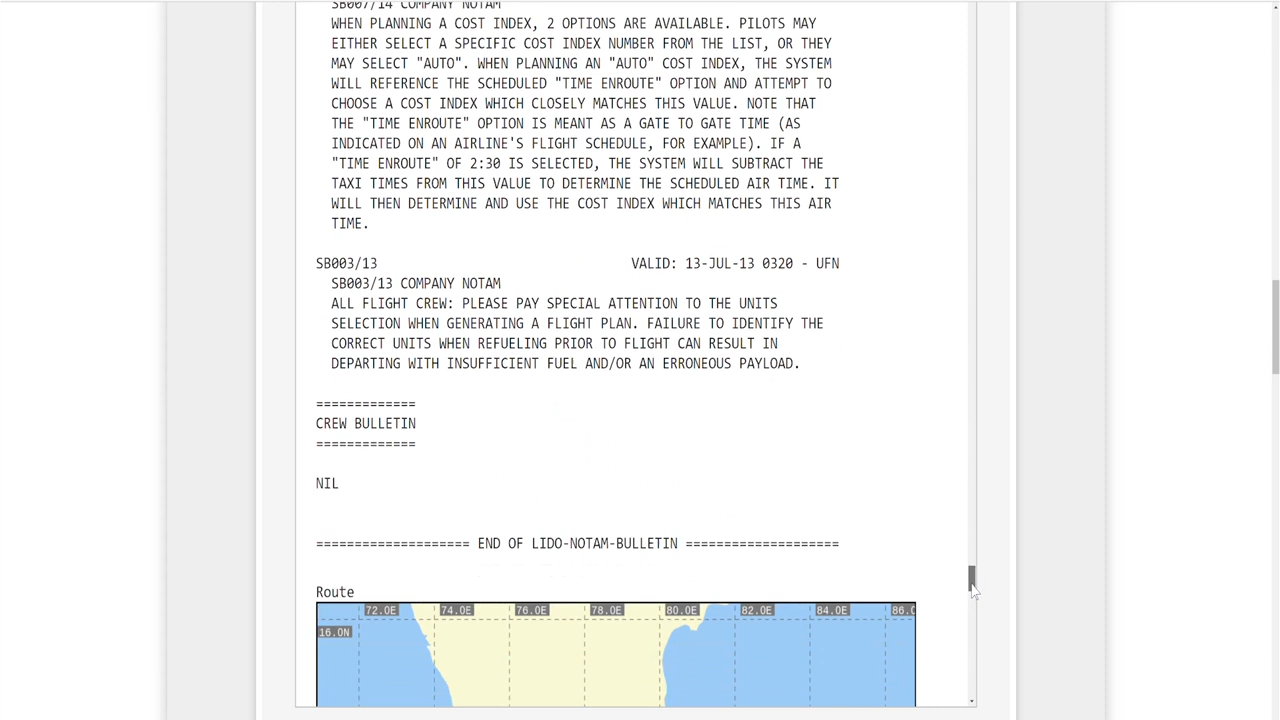 SB007/14 COMPANY NOTAM
WHEN PLANNING A COST INDEX, 2 OPTIONS ARE AVAILABLE. PILOTS MAY
EITHER SELECT A SPECIFIC COST INDEX NUMBER FROM THE LIST, OR THEY
MAY SELECT "AUTO". WHEN PLANNING AN "AUTO" COST INDEX, THE SYSTEM
WILL REFERENCE THE SCHEDULED "TIME ENROUTE" OPTION AND ATTEMPT TO
CHOOSE A COST INDEX WHICH CLOSELY MATCHES THIS VALUE. NOTE THAT
THE "TIME ENROUTE" OPTION IS MEANT AS A GATE TO GATE TIME (AS
INDICATED ON AN AIRLINE'S FLIGHT SCHEDULE, FOR EXAMPLE). IF A
"TIME ENROUTE" OF 2:30 IS SELECTED, THE SYSTEM WILL SUBTRACT THE
TAXI TIMES FROM THIS VALUE TO DETERMINE THE SCHEDULED AIR TIME. IT
WILL THEN DETERMINE AND USE THE COST INDEX WHICH MATCHES THIS AIR
TIME.
SB003/13 VALID: 13-JUL-13 0320 - UFN
SB003/13 COMPANY NOTAM
ALL FLIGHT CREW: PLEASE PAY SPECIAL ATTENTION TO THE UNITS
SELECTION WHEN GENERATING A FLIGHT PLAN. FAILURE TO IDENTIFY THE
CORRECT UNITS WHEN REFUELING PRIOR TO FLIGHT CAN RESULT IN
DEPARTING WITH INSUFFICIENT FUEL AND/OR AN ERRONEOUS PAYLOAD.
=============
CREW BULLETIN
=============
NIL
==================== END OF LIDO-NOTAM-BULLETIN ====================
Route
72.0E 74.0E 76.0E 78.0E 80.0E 82.0E 84.0E 86.0
16.0N